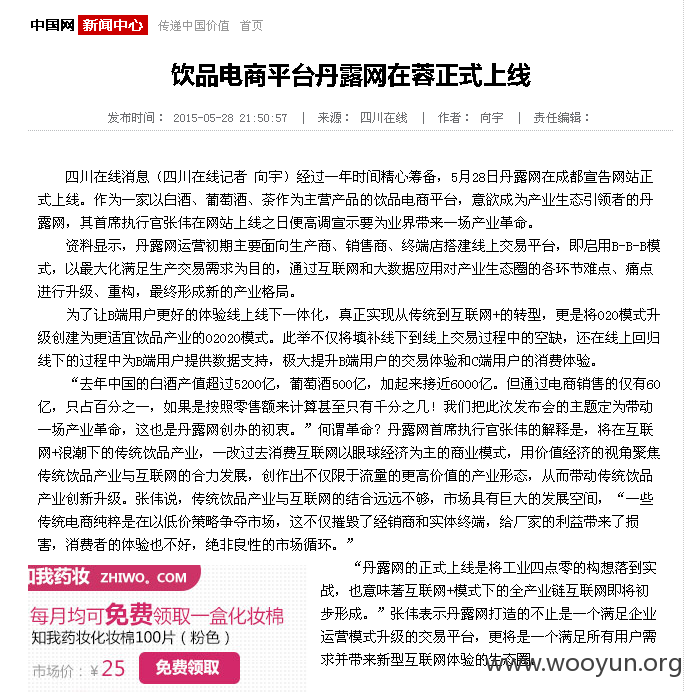 中国网 新闻中心 传递中国价值 首页
饮品电商平台丹露网在蓉正式上线
发布时间： 2015-05-28 21:50:57 | 来源： 四川在线 | 作者： 向宇 | 责任编辑：
四川在线消息（四川在线记者 向宇）经过一年时间精心筹备，5月28日丹露网在成都宣告网站正
式上线。作为一家以白酒、葡萄酒、茶作为主营产品的饮品电商平台，意欲成为产业生态引领者的丹
露网，其首席执行官张伟在网站上线之日便高调宣示要为业界带来一场产业革命。
资料显示，丹露网运营初期主要面向生产商、销售商、终端店搭建线上交易平台，即启用B-B-B模
式，以最大化满足生产交易需求为目的，通过互联网和大数据应用对产业生态圈的各环节难点、痛点
进行升级、重构，最终形成新的产业格局。
为了让B端用户更好的体验线上线下一体化，真正实现从传统到互联网+的转型，更是将O2O模式升
级创建为更适宜饮品产业的O2O2O模式。此举不仅将填补线下到线上交易过程中的空缺，还在线上回归
线下的过程中为B端用户提供数据支持，极大提升B端用户的交易体验和C端用户的消费体验。
“去年中国的白酒产值超过5200亿，葡萄酒500亿，加起来接近6000亿。但通过电商销售的仅有60
亿，只占百分之一，如果是按照零售额来计算甚至只有千分之几！我们把此次发布会的主题定为带动
一场产业革命，这也是丹露网创办的初衷。”何谓革命？丹露网首席执行官张伟的解释是，将在互联
网+浪潮下的传统饮品产业，一改过去消费互联网以眼球经济为主的商业模式，用价值经济的视角聚焦
传统饮品产业与互联网的合力发展，创作出不仅限于流量的更高价值的产业形态，从而带动传统饮品
产业创新升级。张伟说，传统饮品产业与互联网的结合远远不够，市场具有巨大的发展空间，“一些
传统电商纯粹是在以低价策略争夺市场，这不仅摧毁了经销商和实体终端，给厂家的利益带来了损
害，消费者的体验也不好，绝非良性的市场循环。”
“丹露网的正式上线是将工业四点零的构想落到实
战，也意味著互联网+模式下的全产业链互联网即将初
步形成。”张伟表示丹露网打造的不止是一个满足企业
运营模式升级的交易平台，更将是一个满足所有用户需
求并带来新型互联网体验的生态圈。
知我药妆 ZHIWO.COM
每月均可免费领取一盒化妆棉
知我药妆化妆棉100片（粉色）
市场价：¥25 免费领取
www.wooyun.org